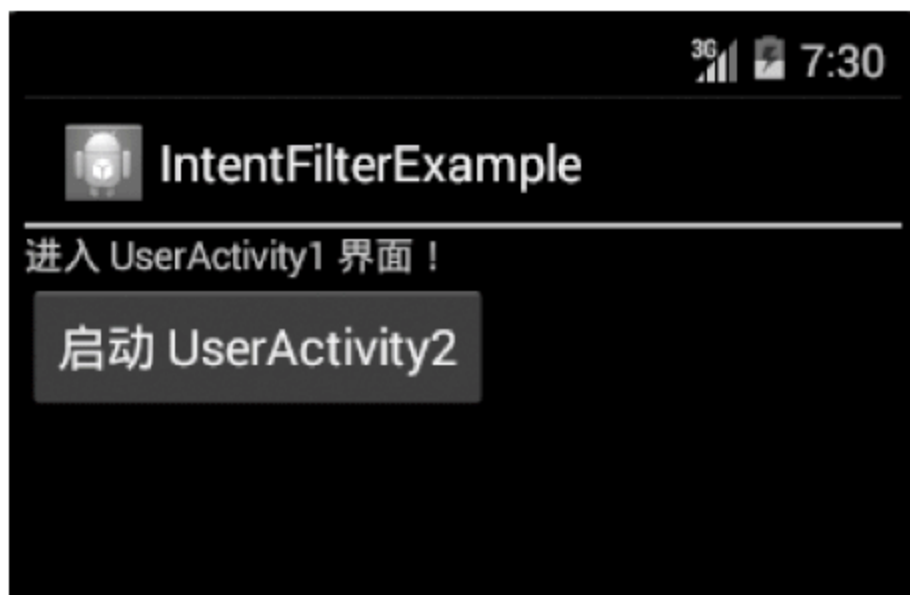 3G 7:30
IntentFilterExample
进入 UserActivity1 界面！
启动 UserActivity2